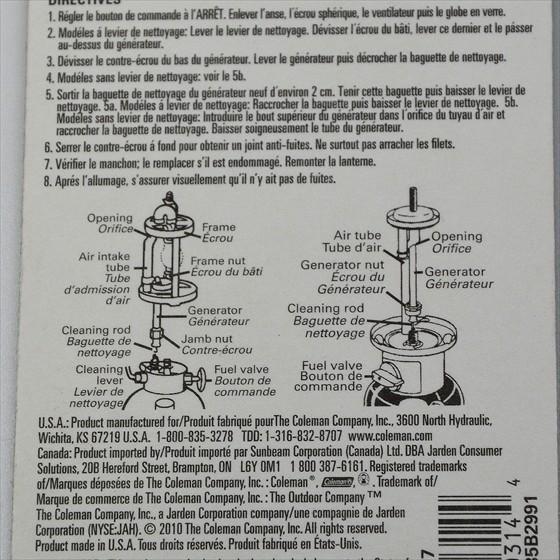 DIRECTIVES
1. Régler le bouton de commande à l'ARRÊT. Enlever l'anse, l'écrou sphérique, le ventilateur puis le globe en verre.
2. Modèles à levier de nettoyage: Lever le levier de nettoyage. Dévisser l'écrou du bâti, lever ce dernier et le passer
au-dessus du générateur.
3. Dévisser le contre-écrou du bas du générateur. Lever le générateur puis décrocher la baguette de nettoyage.
4. Modèles sans levier de nettoyage: voir le 5b.
5. Sortir la baguette de nettoyage du générateur neuf d'environ 2 cm. Tenir cette baguette puis baisser le levier de
nettoyage. 5a. Modéles à levier de nettoyage: Raccrocher la baguette puis baisser le levier de nettoyage. 5b.
Modéles sans levier de nettoyage: Introduire le bout supérieur du générateur dans l'orifice du tuyau d'air et
raccrocher la baguette de nettoyage. Baisser soigneusement le tube du générateur.
6. Serrer le contre-écrou á fond pour obtenir un joint anti-fuites. Ne surtout pas arracher les filets.
7. Vérifier le manchon; le remplacer s'il est endommagé. Remonter la lanterne.
8. Aprés l'allumage, s'assurer visuellement qu'il n'y ait pas de fuites.
Opening
Orifice
Frame
Écrou
Air intake
tube
Tube
d'admission
d'air
Frame nut
Écrou du bâti
Generator
Générateur
Cleaning rod
Baguette de
nettoyage
Jamb nut
Contre-écrou
Cleaning
lever
Levier de
nettoyage
Fuel valve
Bouton de
commande
Air tube
Tube d'air
Opening
Orifice
Generator nut
Écrou du
Générateur
Generator
Générateur
Cleaning rod
Baguette de
nettoyage
Fuel valve
Bouton de
commande
U.S.A.: Product manufactured for/Produit fabriqué pourThe Coleman Company, Inc., 3600 North Hydraulic,
Wichita, KS 67219 U.S.A. 1-800-835-3278 TDD: 1-316-832-8707 www.coleman.com
Canada: Product imported by/Produit importé par Sunbeam Corporation (Canada) Ltd. DBA Jarden Consumer
Solutions, 20B Hereford Street, Brampton, ON L6Y 0M1 1 800 387-6161. Registered trademarks
of/Marques déposées de The Coleman Company, Inc. : Coleman®, Coleman®, . Trademark of/
Marque de commerce de The Coleman Company, Inc. : The Outdoor Company™
The Coleman Company, Inc., a Jarden Corporation company/une compagnie de Jarden
Corporation (NYSE:JAH). © 2010 The Coleman Company, Inc. All rights reserved.
Product made in U.S.A. Tous droits réservés. Produit fabriqué en États-Unis.